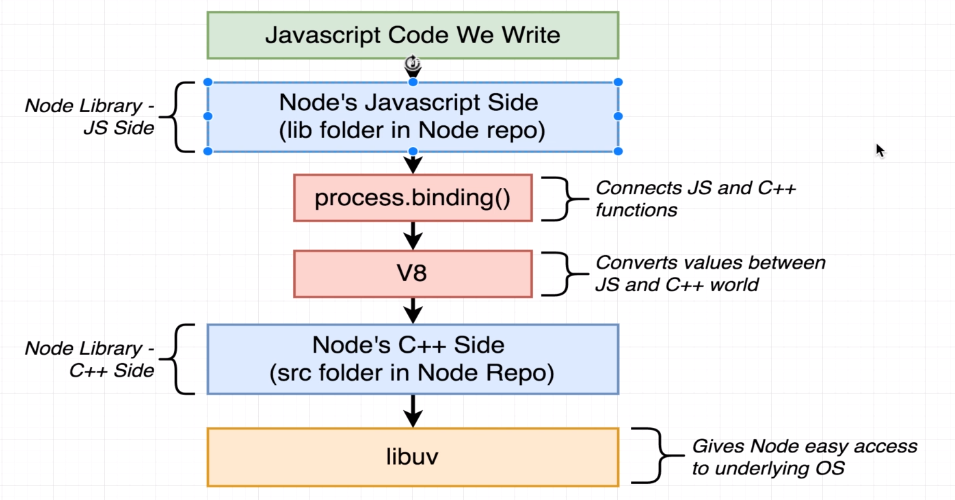 Javascript Code We Write
Node Library -
JS Side
Node's Javascript Side
(lib folder in Node repo)
process.binding()
Connects JS and C++
functions
V8
Converts values between
JS and C++ world
Node Library -
C++ Side
Node's C++ Side
(src folder in Node Repo)
libuv
Gives Node easy access
to underlying OS